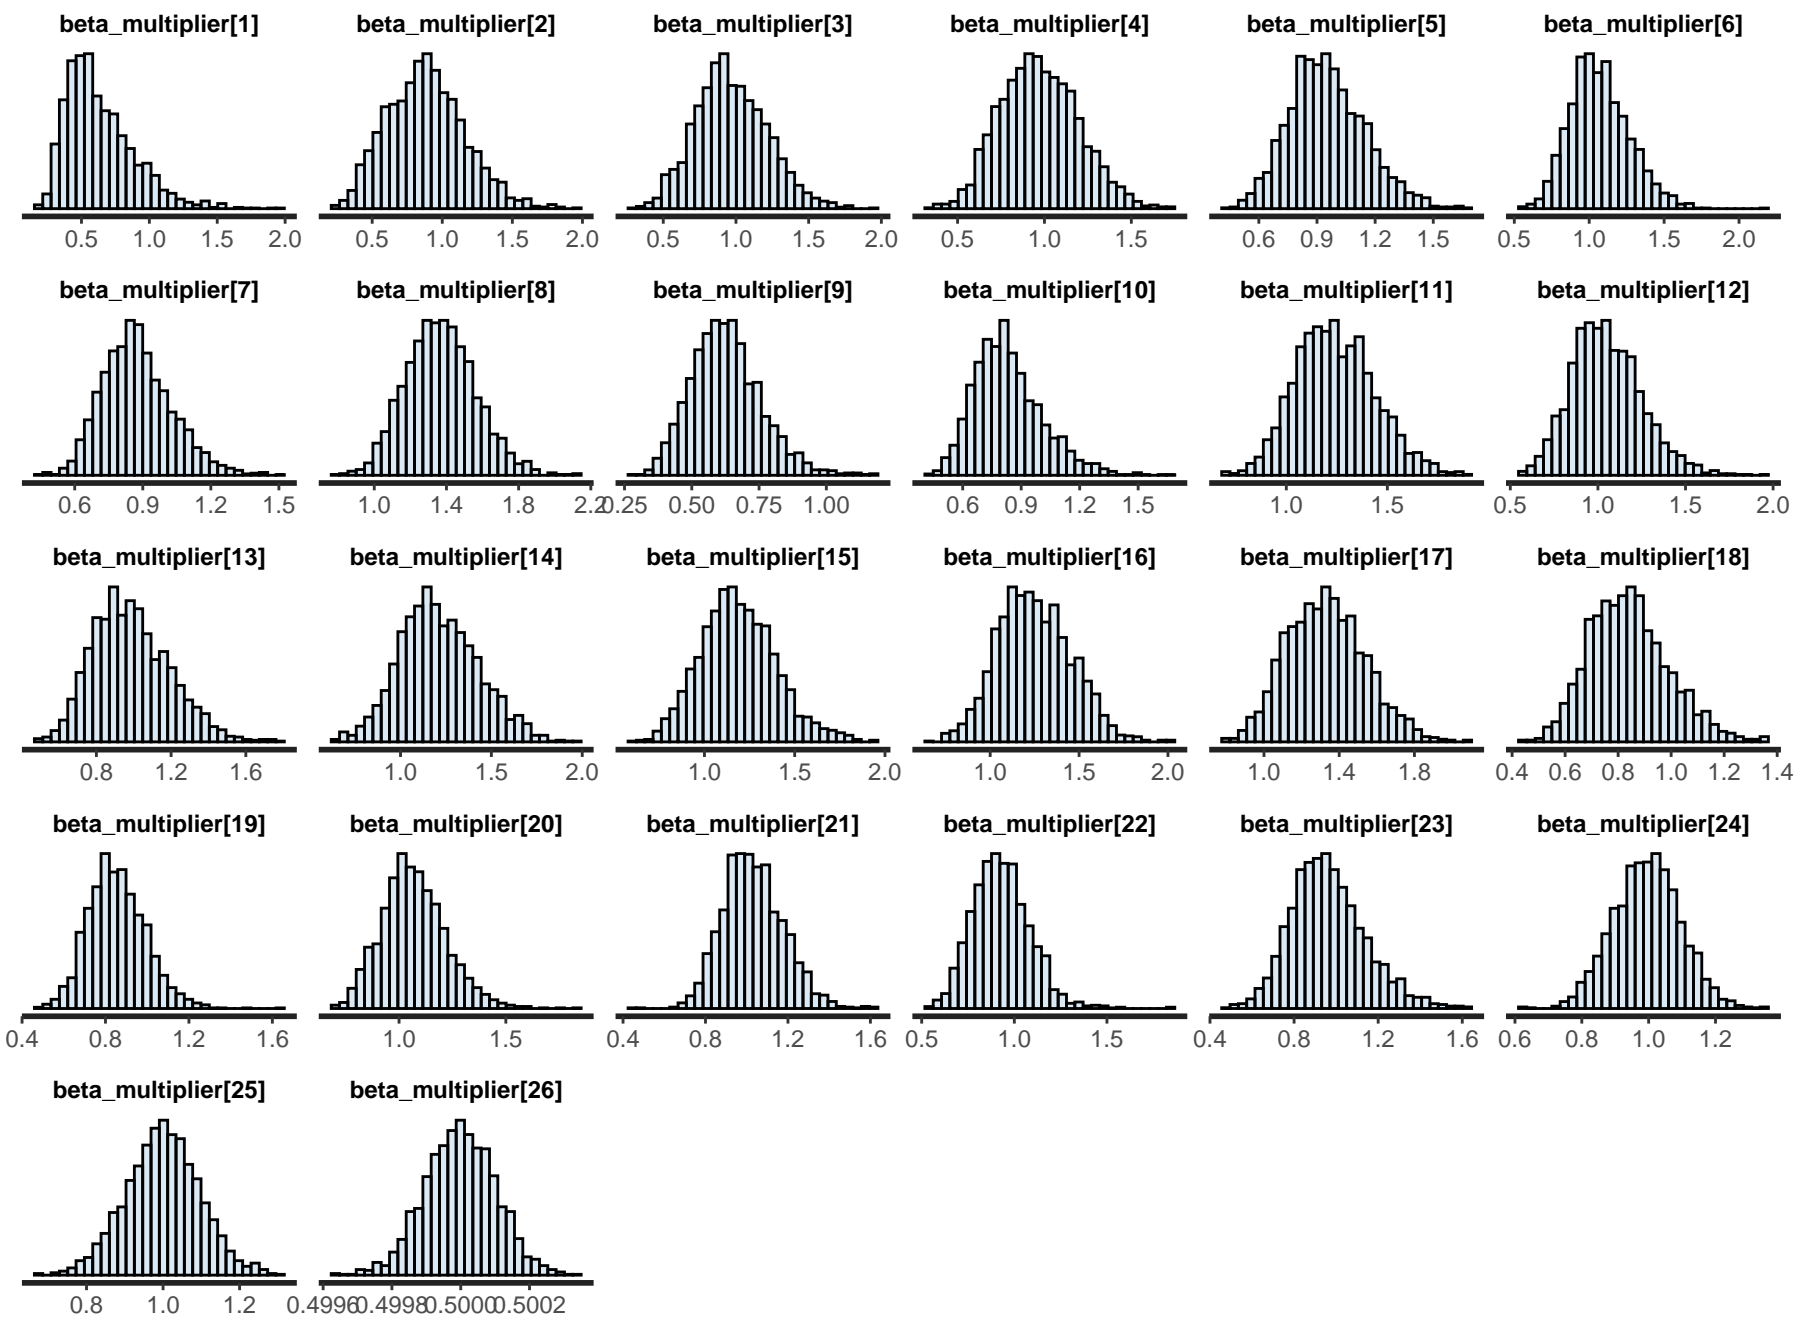 beta_multiplier[1] beta_multiplier[2] beta_multiplier[3] beta_multiplier[4] beta_multiplier[5] beta_multiplier[6]
0.5 1.0 1.5 2.0 0.5 1.0 1.5 2.0 0.5 1.0 1.5 2.0 0.5 1.0 1.5 0.6 0.9 1.2 1.5 0.5 1.0 1.5 2.0
beta_multiplier[7] beta_multiplier[8] beta_multiplier[9] beta_multiplier[10] beta_multiplier[11] beta_multiplier[12]
0.6 0.9 1.2 1.5 1.0 1.4 1.8 2.2 0.25 0.50 0.75 1.00 0.6 0.9 1.2 1.5 1.0 1.5 0.5 1.0 1.5 2.0
beta_multiplier[13] beta_multiplier[14] beta_multiplier[15] beta_multiplier[16] beta_multiplier[17] beta_multiplier[18]
0.8 1.2 1.6 1.0 1.5 2.0 1.0 1.5 2.0 1.0 1.5 2.0 1.0 1.4 1.8 0.4 0.6 0.8 1.0 1.2 1.4
beta_multiplier[19] beta_multiplier[20] beta_multiplier[21] beta_multiplier[22] beta_multiplier[23] beta_multiplier[24]
0.4 0.8 1.2 1.6 1.0 1.5 0.4 0.8 1.2 1.6 0.5 1.0 1.5 0.4 0.8 1.2 1.6 0.6 0.8 1.0 1.2
beta_multiplier[25] beta_multiplier[26]
0.8 1.0 1.2 0.4996 0.4998 0.5000 0.5002